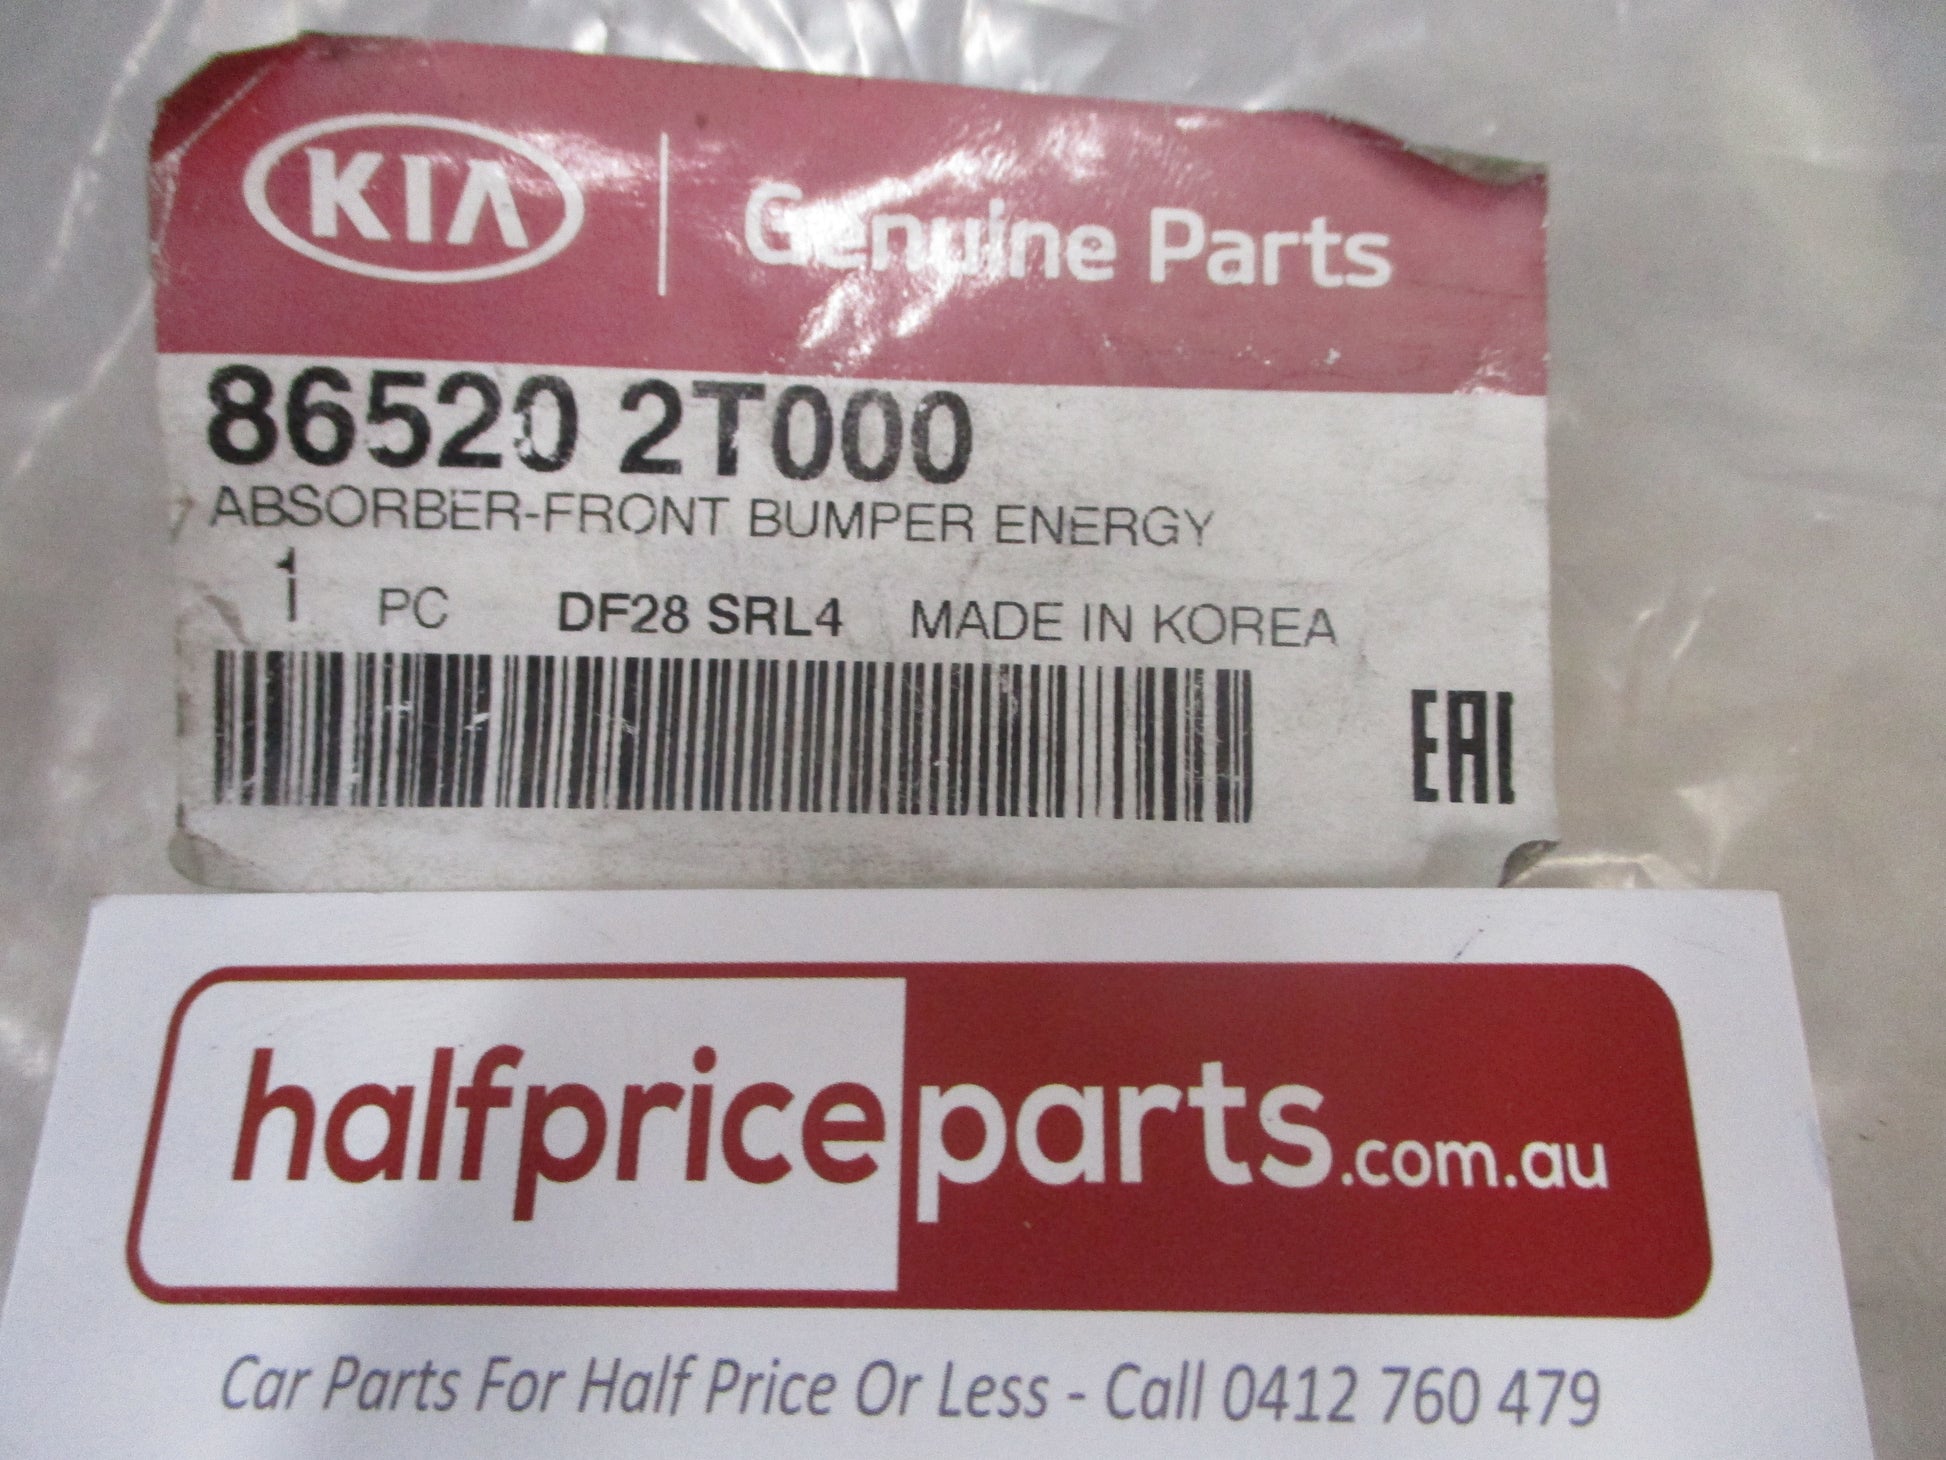 KIA Genuine Parts
86520 2T000
ABSORBER-FRONT BUMPER ENERGY
1 PC DF28 SRL4 MADE IN KOREA
EAC
halfpriceparts.com.au
Car Parts For Half Price Or Less - Call 0412 760 479